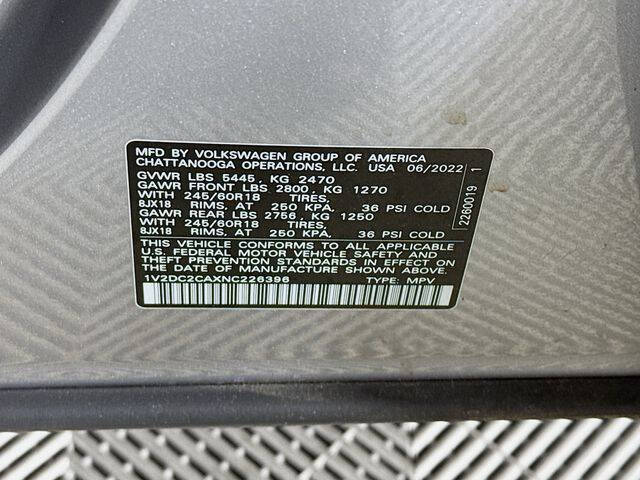 MFD BY VOLKSWAGEN GROUP OF AMERICA
CHATTANOOGA OPERATIONS, LLC. USA 06/2022
GVWR LBS 5445, KG 2470
GAWR FRONT LBS 2800, KG 1270
WITH 245/60R18 TIRES,
8JX18 RIMS, AT 250 KPA. 36 PSI COLD
GAWR REAR LBS 2756, KG 1250
WITH 245/60R18 TIRES,
8JX18 RIMS, AT 250 KPA. 36 PSI COLD
THIS VEHICLE CONFORMS TO ALL APPLICABLE
U.S. FEDERAL MOTOR VEHICLE SAFETY AND
THEFT PREVENTION STANDARDS IN EFFECT ON
THE DATE OF MANUFACTURE SHOWN ABOVE.
1V2DC2CAXNC226396 TYPE: MPV
2260019 1